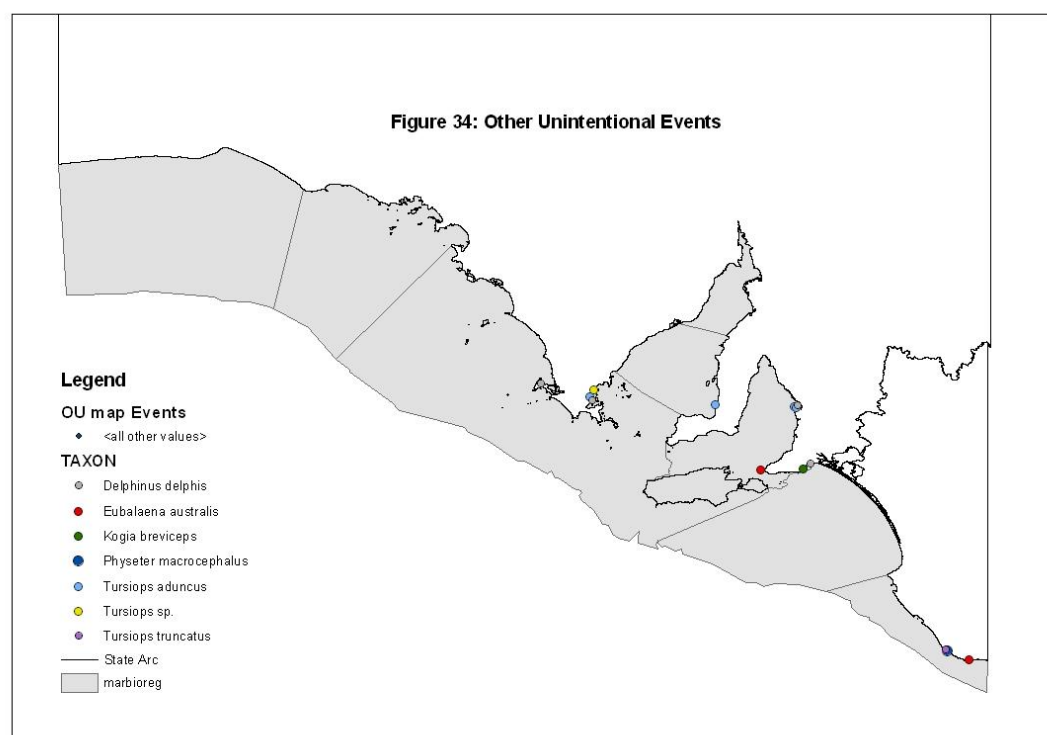 Figure 34: Other Unintentional Events
Legend
OU map Events
<all other values>
TAXON
Delphinus delphis
Eubalaena australis
Kogia breviceps
Physeter macrocephalus
Tursiops aduncus
Tursiops sp.
Tursiops truncatus
State Arc
marbioreg